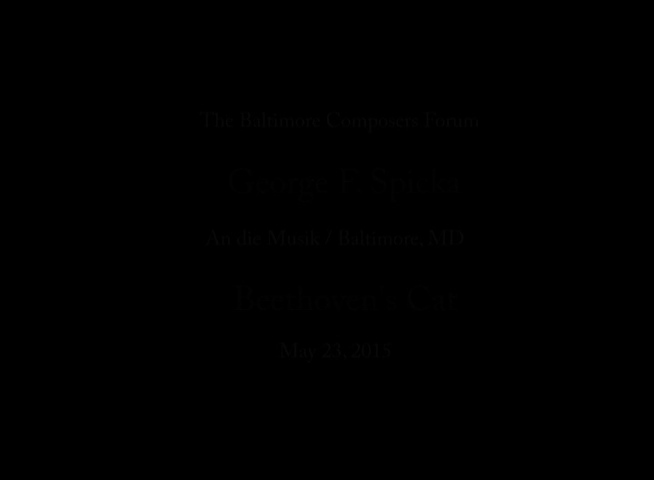 The Baltimore Composers Forum
George F. Spicka
An die Musik / Baltimore, MD
Beethoven's Cat
May 23, 2015